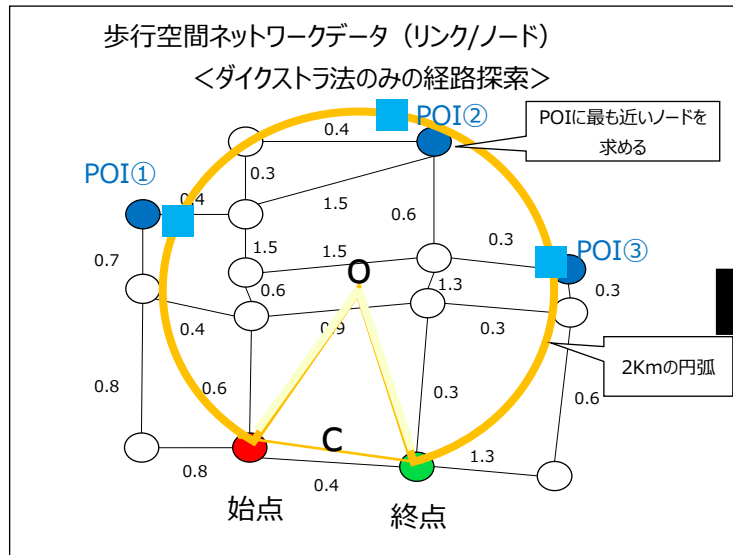 歩行空間ネットワークデータ（リンク/ノード）
＜ダイクストラ法のみの経路探索＞
POI②
POIに最も近いノードを
求める
0.4
POI①
0.3
0.4
1.5
0.6
0.7
1.5
1.5
0.3
POI③
O
0.6
1.3
0.3
0.4
0.9
0.3
2Kmの円弧
0.8
0.6
0.3
0.6
C
0.8
0.4
1.3
始点
終点